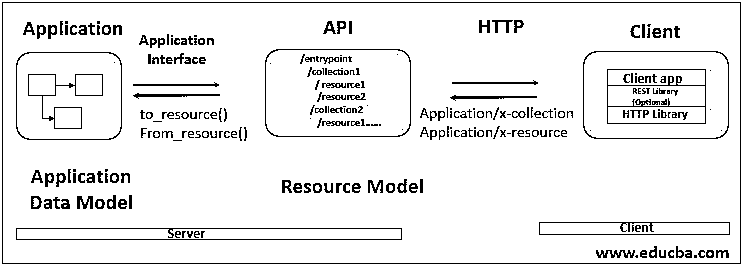 Application
Application
Interface
to_resource()
From_resource()
API
/entrypoint
/collection1
/resource1
/resource2
/collection2
/resource1......
HTTP
Application/x-collection
Application/x-resource
Client
Client app
REST Library
(Optional)
HTTP Library
Application
Data Model
Resource Model
Server
Client
www.educba.com